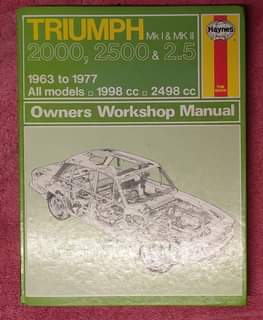 TRIUMPH Mk I & MK II
2000, 2500 & 2.5
Haynes
1963 to 1977
All models □ 1998 cc □ 2498 cc
Owners Workshop Manual